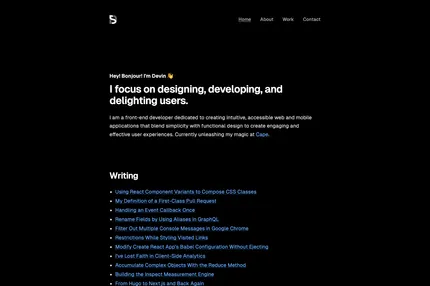 Home About Work Contact
Hey! Bonjour! I'm Devin 👋
I focus on designing, developing, and
delighting users.
I am a front-end developer dedicated to creating intuitive, accessible web and mobile
applications that blend simplicity with functional design to create engaging and
effective user experiences. Currently unleashing my magic at Cape.
Writing
Using React Component Variants to Compose CSS Classes
My Definition of a First-Class Pull Request
Handling an Event Callback Once
Rename Fields by Using Aliases in GraphQL
Filter Out Multiple Console Messages in Google Chrome
Restrictions While Styling Visited Links
Modify Create React App's Babel Configuration Without Ejecting
I've Lost Faith in Client-Side Analytics
Accumulate Complex Objects With the Reduce Method
Building the Inspect Measurement Engine
From Hugo to Next.js and Back Again